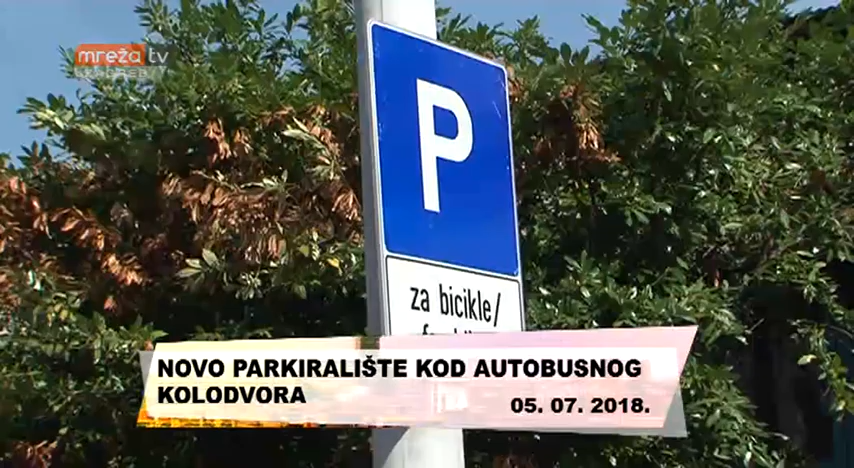 mreža tv
P
za bicikle/
NOVO PARKIRALIŠTE KOD AUTOBUSNOG
KOLODVORA
05. 07. 2018.